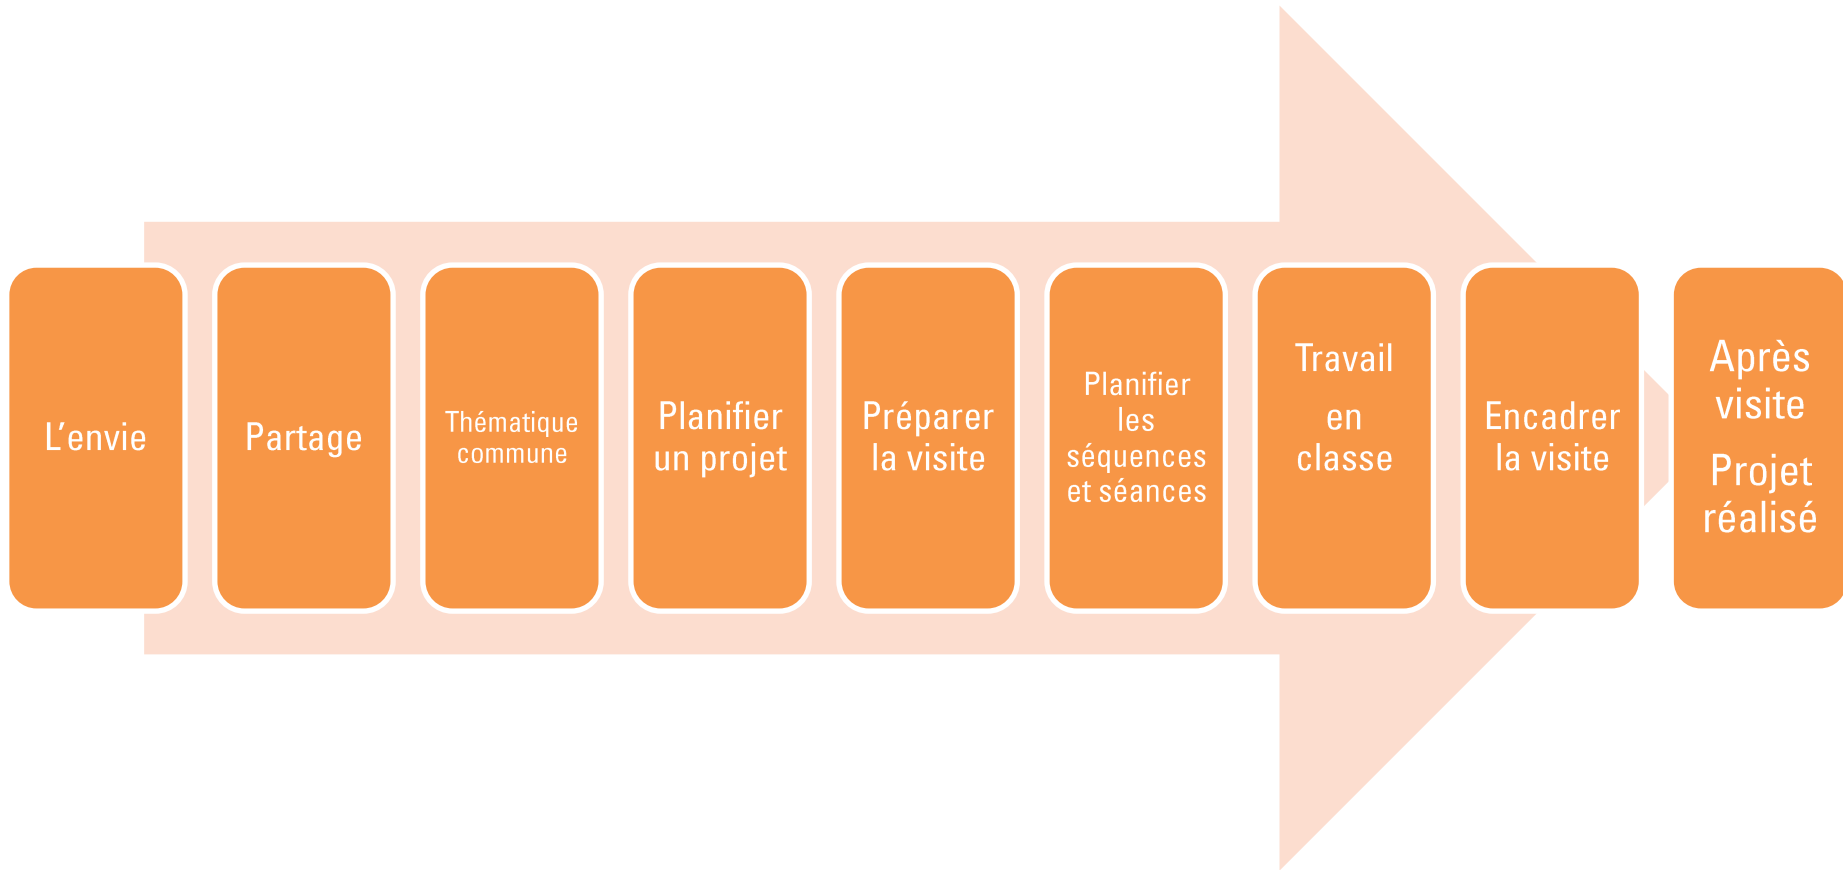 L'envie
Partage
Thématique
commune
Planifier
un projet
Préparer
la visite
Planifier
les
séquences
et séances
Travail
en
classe
Encadrer
la visite
Après
visite
Projet
réalisé